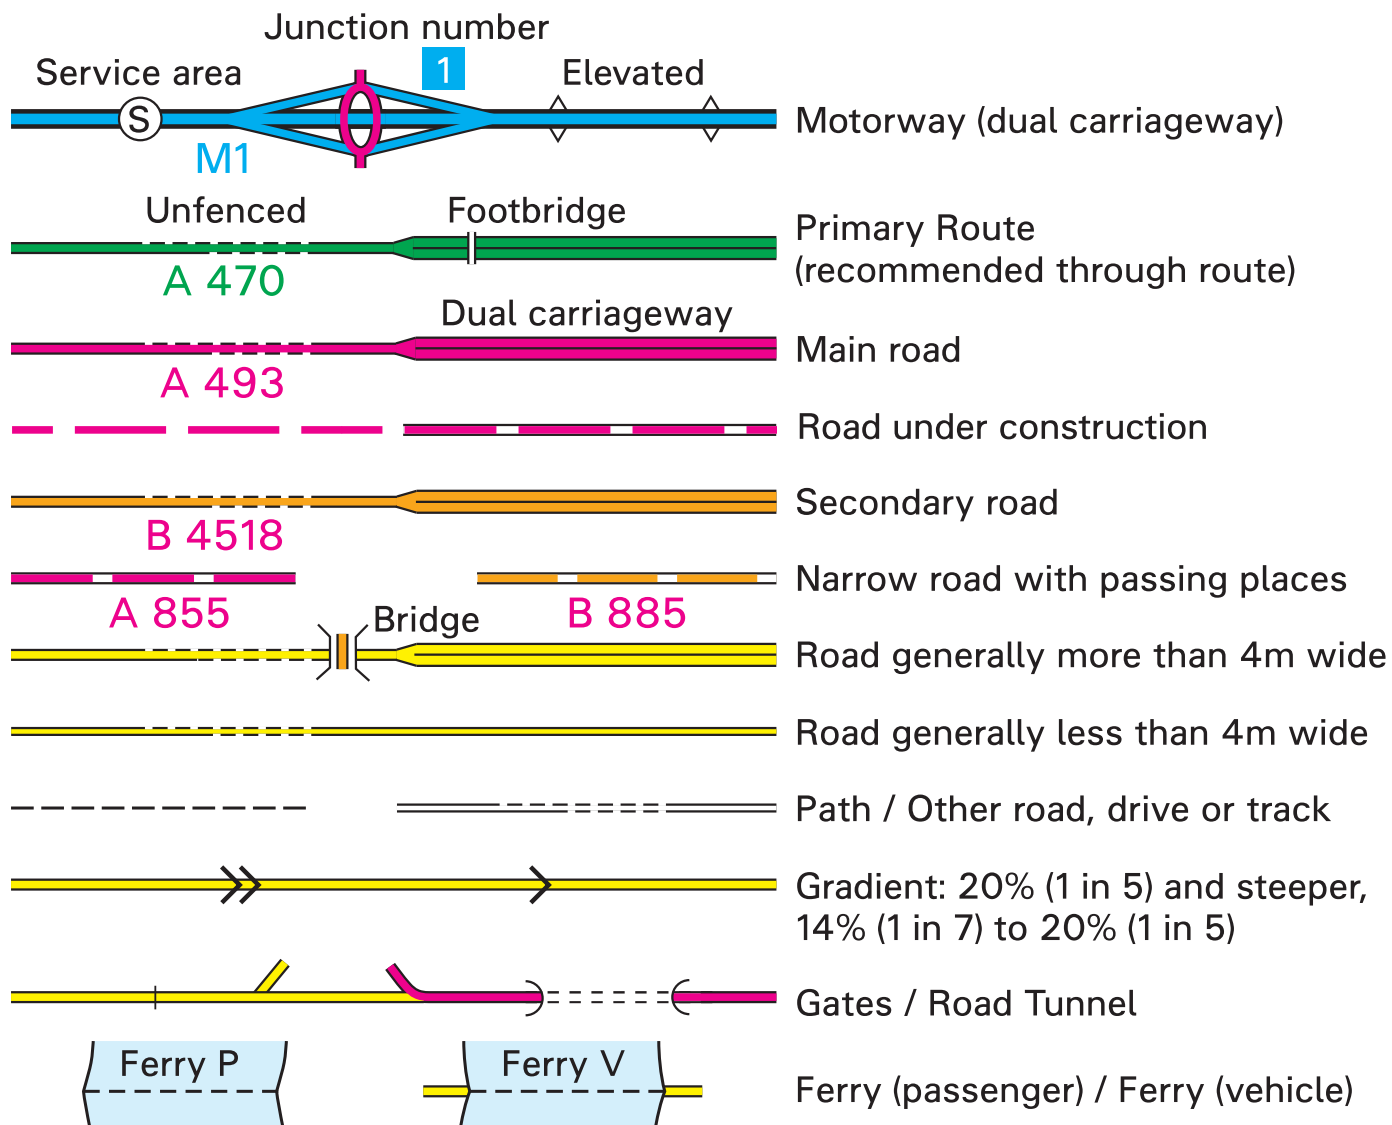 Junction number
Service area
1
Elevated
S
Motorway (dual carriageway)
M1
Unfenced
Footbridge
Primary Route
(recommended through route)
A 470
Dual carriageway
Main road
A 493
Road under construction
Secondary road
B 4518
Narrow road with passing places
A 855
B 885
Bridge
Road generally more than 4m wide
Road generally less than 4m wide
Path / Other road, drive or track
Gradient: 20% (1 in 5) and steeper,
14% (1 in 7) to 20% (1 in 5)
Gates / Road Tunnel
Ferry P
Ferry V
Ferry (passenger) / Ferry (vehicle)